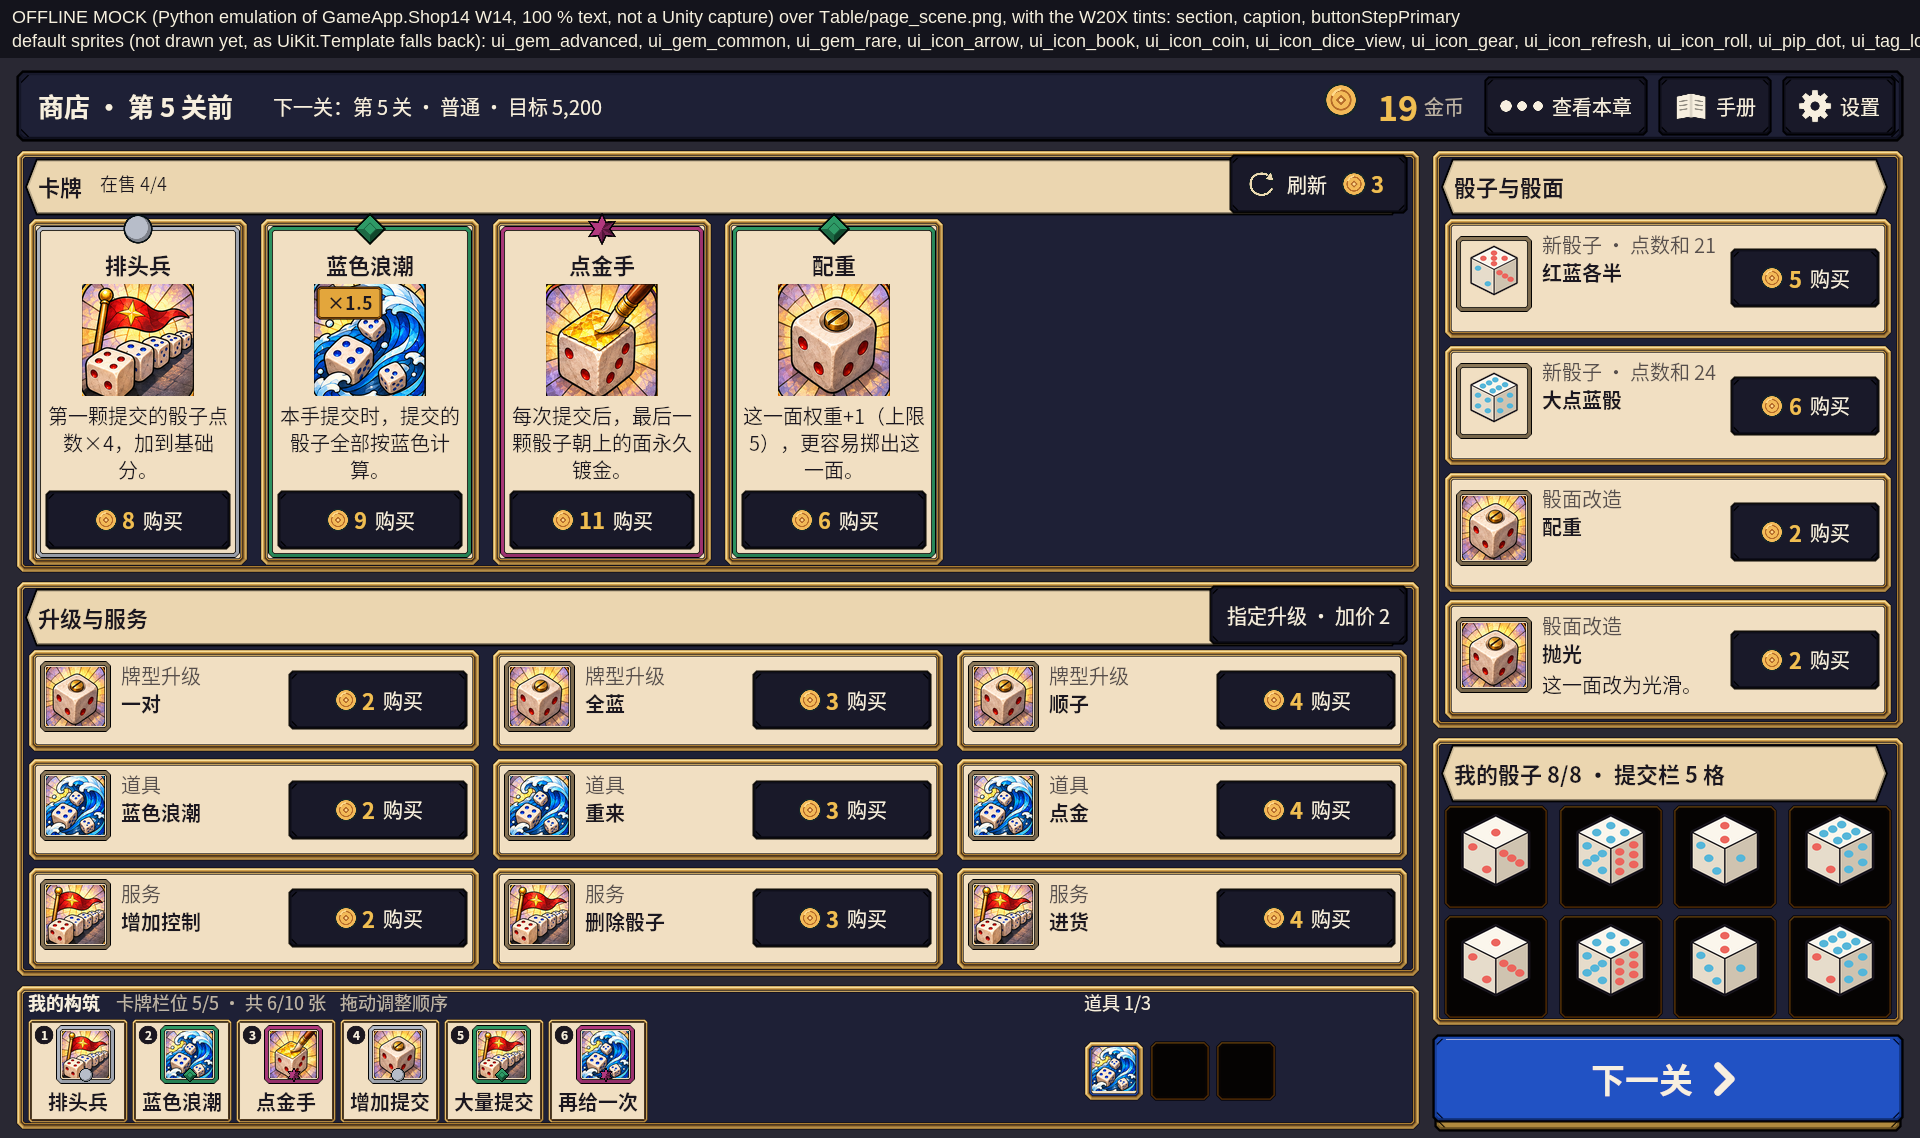 OFFLINE MOCK (Python emulation of GameApp.Shop14 W14, 100 % text, not a Unity capture) over Table/page_scene.png, with the W20X tints: section, caption, buttonStepPrimary
default sprites (not drawn yet, as UiKit.Template falls back): ui_gem_advanced, ui_gem_common, ui_gem_rare, ui_icon_arrow, ui_icon_book, ui_icon_coin, ui_icon_dice_view, ui_icon_gear, ui_icon_refresh, ui_icon_roll, ui_pip_dot, ui_tag_lo
商店 · 第 5 关前
下一关：第 5 关 · 普通 · 目标 5,200
19 金币
查看本章
手册
设置
卡牌
在售 4/4
刷新 3
排头兵
第一颗提交的骰子点
数×4，加到基础
分。
8 购买
蓝色浪潮
×1.5
本手提交时，提交的
骰子全部按蓝色计
算。
9 购买
点金手
每次提交后，最后一
颗骰子朝上的面永久
镀金。
11 购买
配重
这一面权重+1（上限
5），更容易掷出这
一面。
6 购买
骰子与骰面
新骰子 · 点数和 21
红蓝各半
5 购买
新骰子 · 点数和 24
大点蓝骰
6 购买
骰面改造
配重
2 购买
骰面改造
抛光
这一面改为光滑。
2 购买
升级与服务
指定升级 · 加价 2
牌型升级
一对
2 购买
牌型升级
全蓝
3 购买
牌型升级
顺子
4 购买
道具
蓝色浪潮
2 购买
道具
重来
3 购买
道具
点金
4 购买
服务
增加控制
2 购买
服务
删除骰子
3 购买
服务
进货
4 购买
我的骰子 8/8 · 提交栏 5 格
我的构筑
卡牌栏位 5/5 · 共 6/10 张
拖动调整顺序
道具 1/3
1
排头兵
2
蓝色浪潮
3
点金手
4
增加提交
5
大量提交
6
再给一次
下一关